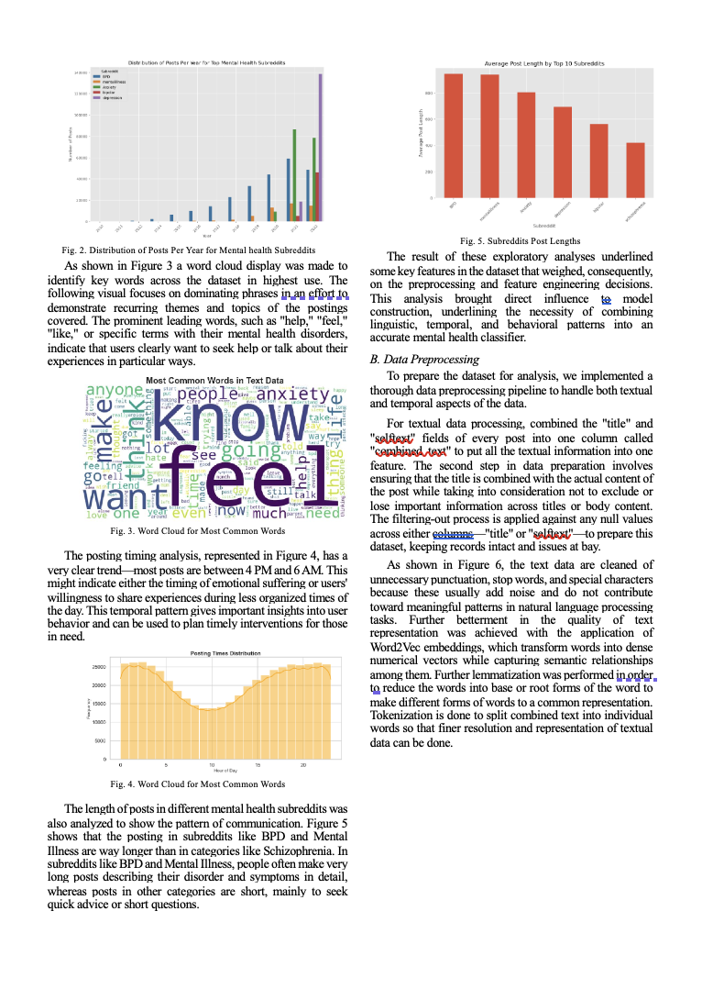 Distribution of Posts Per Year for Top Mental Health Subreddits
Subreddit
BPD
mentalillness
Anxiety
bipolar
depression
Number of Posts
Year
Fig. 2. Distribution of Posts Per Year for Mental health Subreddits
As shown in Figure 3 a word cloud display was made to
identify key words across the dataset in highest use. The
following visual focuses on dominating phrases in an effort to
demonstrate recurring themes and topics of the postings
covered. The prominent leading words, such as "help," "feel,"
"like," or specific terms with their mental health disorders,
indicate that users clearly want to seek help or talk about their
experiences in particular ways.
Most Common Words in Text Data
anyone
people
anxiety
make
think
something
know
life
take
way
try
lot
see
going
feel
feeling
go
tell
friend
want
said
still
talk
help
thing
someone
love
one
even
now
much
need
day
told
Fig. 3. Word Cloud for Most Common Words
The posting timing analysis, represented in Figure 4, has a
very clear trend—most posts are between 4 PM and 6 AM. This
might indicate either the timing of emotional suffering or users'
willingness to share experiences during less organized times of
the day. This temporal pattern gives important insights into user
behavior and can be used to plan timely interventions for those
in need.
Posting Times Distribution
25000
20000
15000
10000
5000
0
Frequency
0 5 10 15 20
Hour of Day
Fig. 4. Word Cloud for Most Common Words
The length of posts in different mental health subreddits was
also analyzed to show the pattern of communication. Figure 5
shows that the posting in subreddits like BPD and Mental
Illness are way longer than in categories like Schizophrenia. In
subreddits like BPD and Mental Illness, people often make very
long posts describing their disorder and symptoms in detail,
whereas posts in other categories are short, mainly to seek
quick advice or short questions.
Average Post Length by Top 10 Subreddits
Average Post Length
BPD
mentalillness
Anxiety
depression
bipolar
schizophrenia
Subreddit
Fig. 5. Subreddits Post Lengths
The result of these exploratory analyses underlined
some key features in the dataset that weighed, consequently,
on the preprocessing and feature engineering decisions.
This analysis brought direct influence to model
construction, underlining the necessity of combining
linguistic, temporal, and behavioral patterns into an
accurate mental health classifier.
B. Data Preprocessing
To prepare the dataset for analysis, we implemented a
thorough data preprocessing pipeline to handle both textual
and temporal aspects of the data.
For textual data processing, combined the "title" and
"selftext" fields of every post into one column called
"combined_text" to put all the textual information into one
feature. The second step in data preparation involves
ensuring that the title is combined with the actual content of
the post while taking into consideration not to exclude or
lose important information across titles or body content.
The filtering-out process is applied against any null values
across either columns—"title" or "selftext"—to prepare this
dataset, keeping records intact and issues at bay.
As shown in Figure 6, the text data are cleaned of
unnecessary punctuation, stop words, and special characters
because these usually add noise and do not contribute
toward meaningful patterns in natural language processing
tasks. Further betterment in the quality of text
representation was achieved with the application of
Word2Vec embeddings, which transform words into dense
numerical vectors while capturing semantic relationships
among them. Further lemmatization was performed in order
to reduce the words into base or root forms of the word to
make different forms of words to a common representation.
Tokenization is done to split combined text into individual
words so that finer resolution and representation of textual
data can be done.